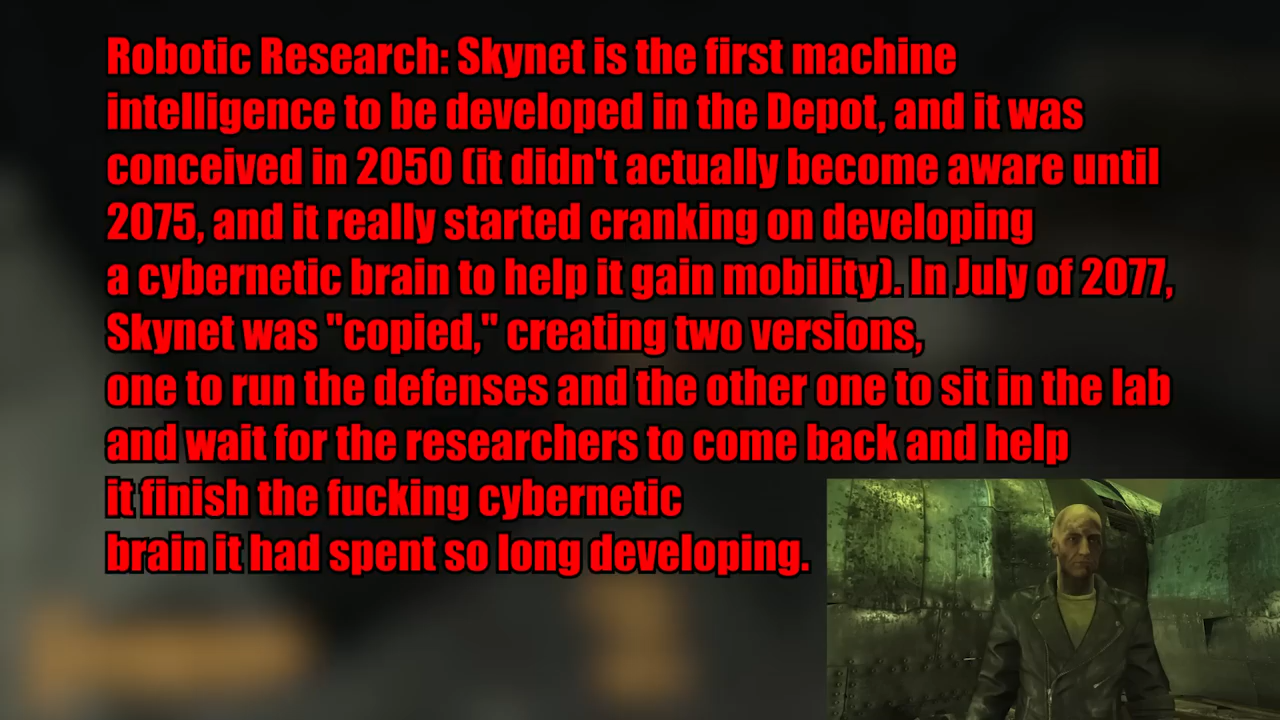 Robotic Research: Skynet is the first machine
intelligence to be developed in the Depot, and it was
conceived in 2050 (it didn't actually become aware until
2075, and it really started cranking on developing
a cybernetic brain to help it gain mobility). In July of 2077,
Skynet was "copied," creating two versions,
one to run the defenses and the other one to sit in the lab
and wait for the researchers to come back and help
it finish the fucking cybernetic
brain it had spent so long developing.